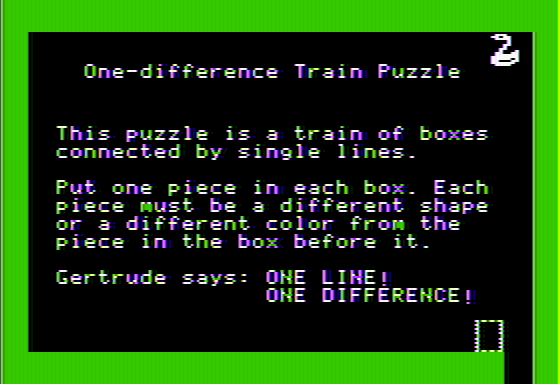 One-difference Train Puzzle
This puzzle is a train of boxes
connected by single lines.
Put one piece in each box. Each
piece must be a different shape
or a different color from the
piece in the box before it.
Gertrude says: ONE LINE!
ONE DIFFERENCE!